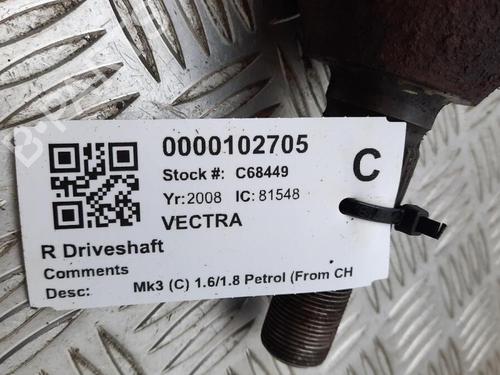 0000102705
Stock #: C68449
C
Yr:2008 IC: 81548
VECTRA
R Driveshaft
Comments
Desc: Mk3 (C) 1.6/1.8 Petrol (From CH